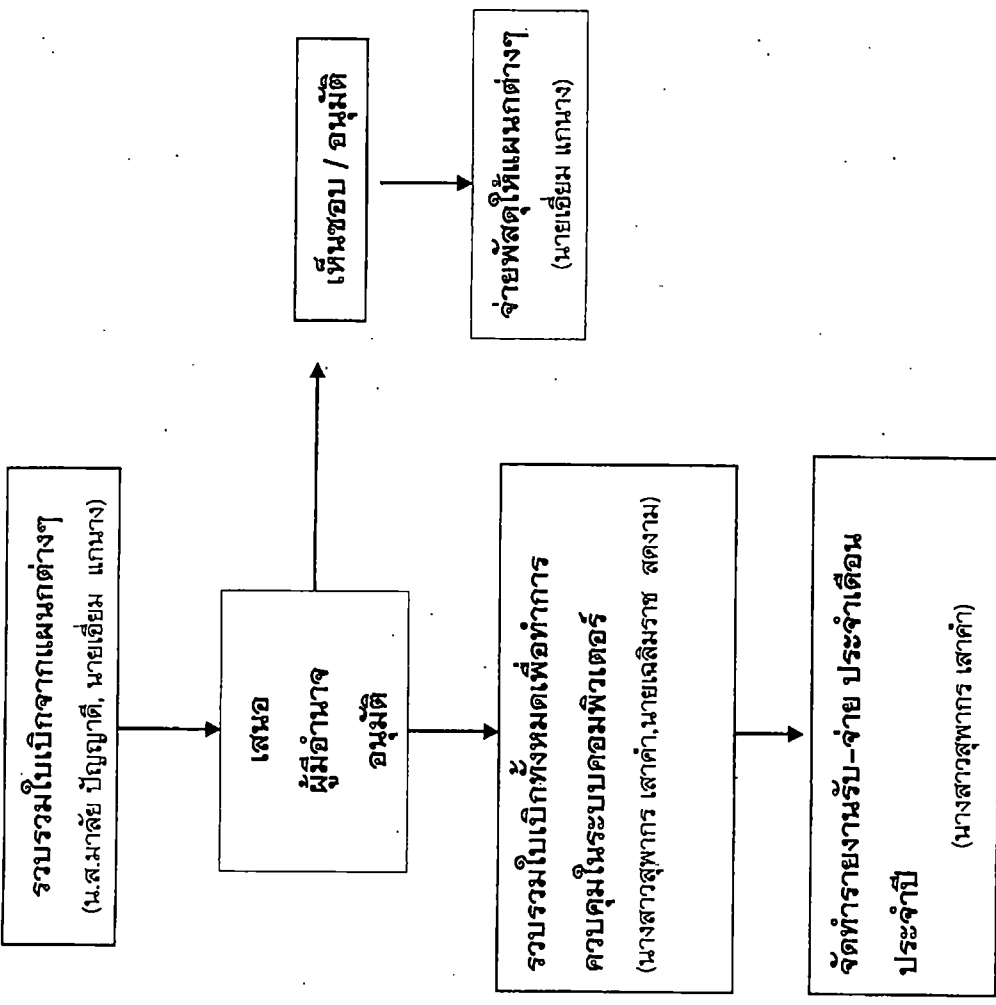 รวบรวมใบเบิกจากแผนกต่างๆ
(น.ส.มาลัย ปัญญาดี, นายเอี่ยม แกนาง)
เสนอ
ผู้มีอำนาจ
อนุมัติ
เห็นชอบ / อนุมัติ
จ่ายพัสดุให้แผนกต่างๆ
(นายเอี่ยม แกนาง)
รวบรวมใบเบิกทั้งหมดเพื่อทำการ
ควบคุมในระบบคอมพิวเตอร์
(นางสาวสุพากร เสาคำ,นายเฉลิมราช สดงาม)
จัดทำรายงานรับ-จ่าย ประจำเดือน
ประจำปี
(นางสาวสุพากร เสาคำ)